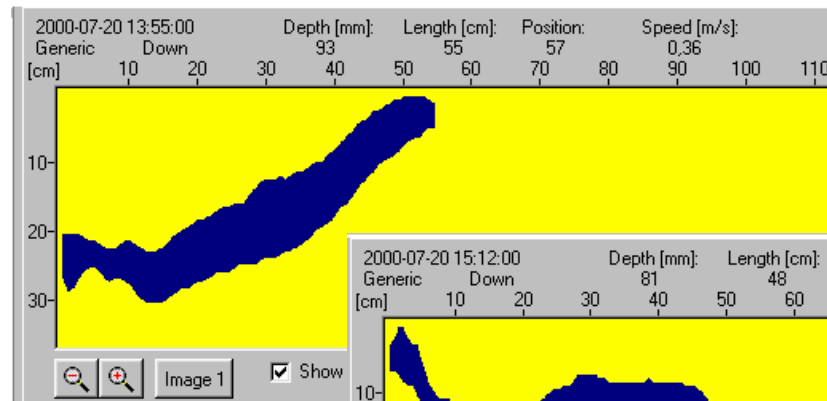 2000-07-20 13:55:00 Depth [mm]: Length [cm]: Position: Speed [m/s]:
Generic Down 93 55 57 0,36
[cm] 10 20 30 40 50 60 70 80 90 100 110
10
20
30
Image 1 Show
2000-07-20 15:12:00 Depth [mm]: Length [cm]:
Generic Down 81 48
[cm] 10 20 30 40 50 60
10